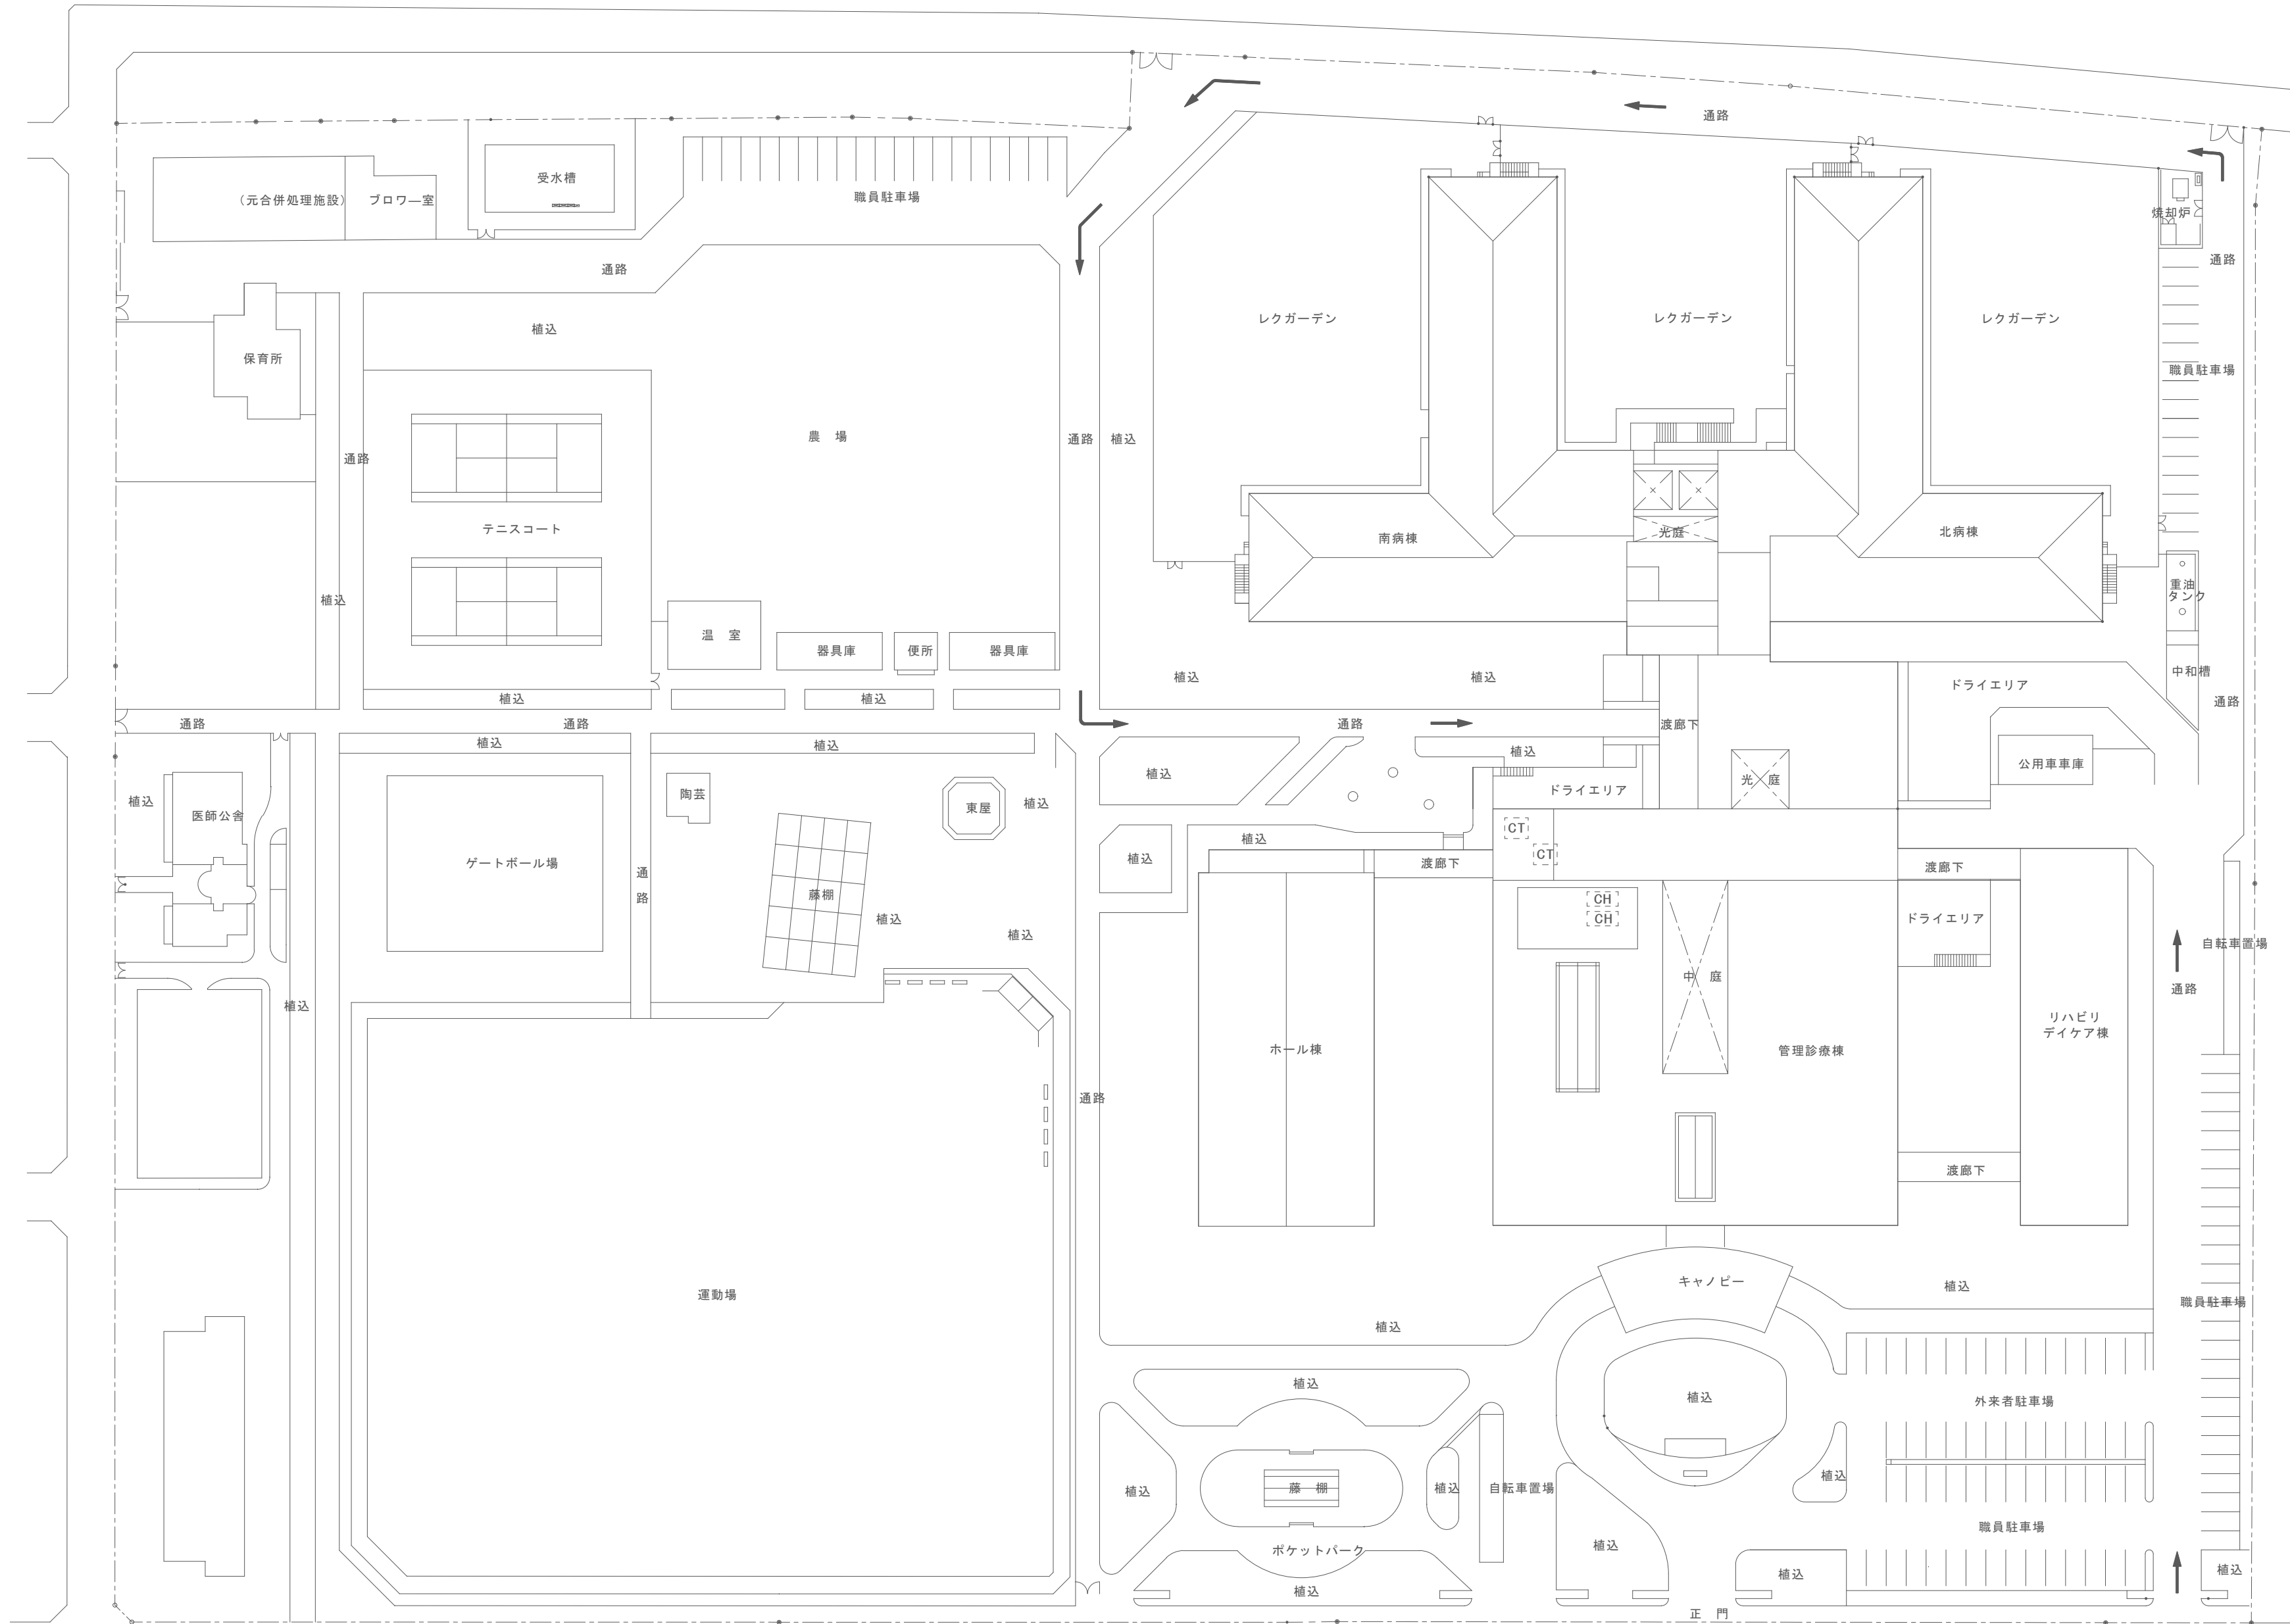 通路
受水槽
(元合併処理施設)
ブロワー室
職員駐車場
焼却炉
通路
通路
レクガーデン
レクガーデン
レクガーデン
植込
保育所
職員駐車場
農　場
通路
植込
通路
テニスコート
南病棟
光庭
北病棟
重油
タンク
植込
温　室
器具庫
便所
器具庫
植込
植込
ドライエリア
中和槽
植込
植込
通路
通路
通路
通路
渡廊下
植込
植込
植込
植込
公用車車庫
光　庭
ドライエリア
陶芸
東屋
植込
植込
医師公舎
CT
CT
植込
植込
ゲートボール場
渡廊下
渡廊下
通
路
藤棚
CH
CH
植込
ドライエリア
植込
自転車置場
中　庭
通路
植込
リハビリ
デイケア棟
ホール棟
管理診療棟
通路
渡廊下
キャノピー
植込
運動場
職員駐車場
植込
植込
植込
外来者駐車場
植込
植込
藤　棚
植込
自転車置場
職員駐車場
ポケットパーク
植込
植込
植込
植込
正　門